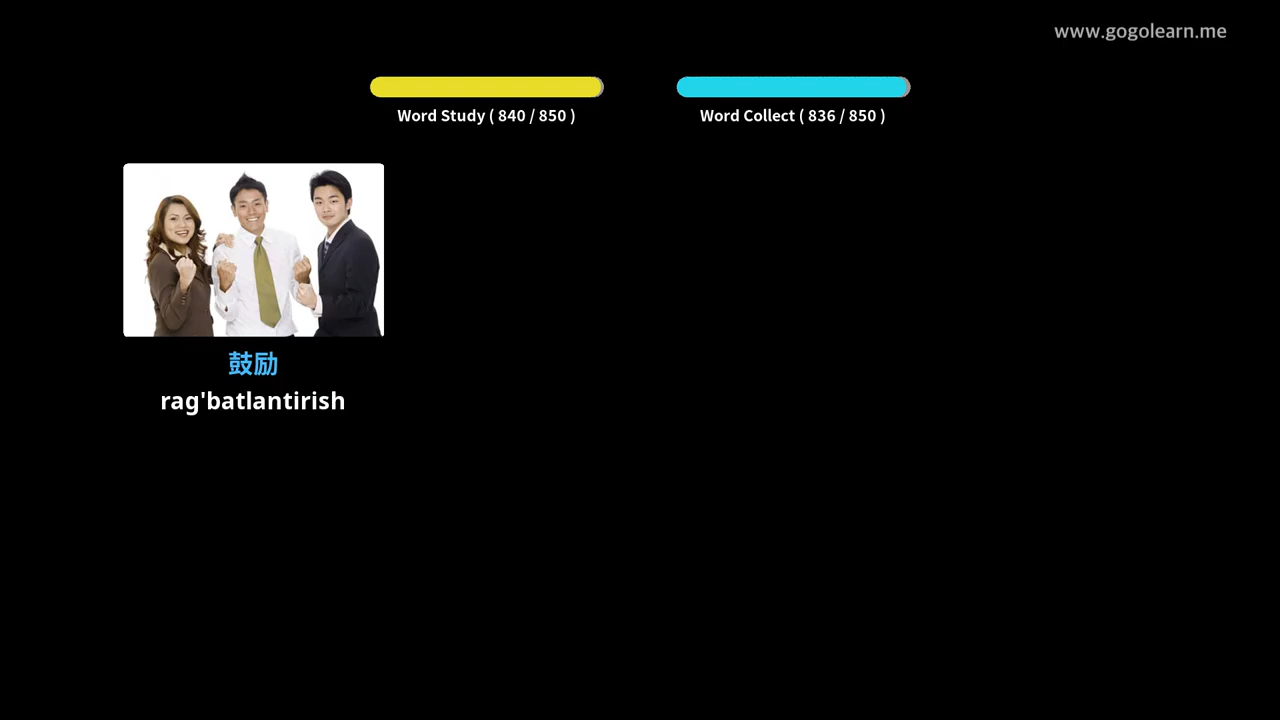 www.gogolearn.me
Word Study ( 840 / 850 )
Word Collect ( 836 / 850 )
鼓励
rag'batlantirish